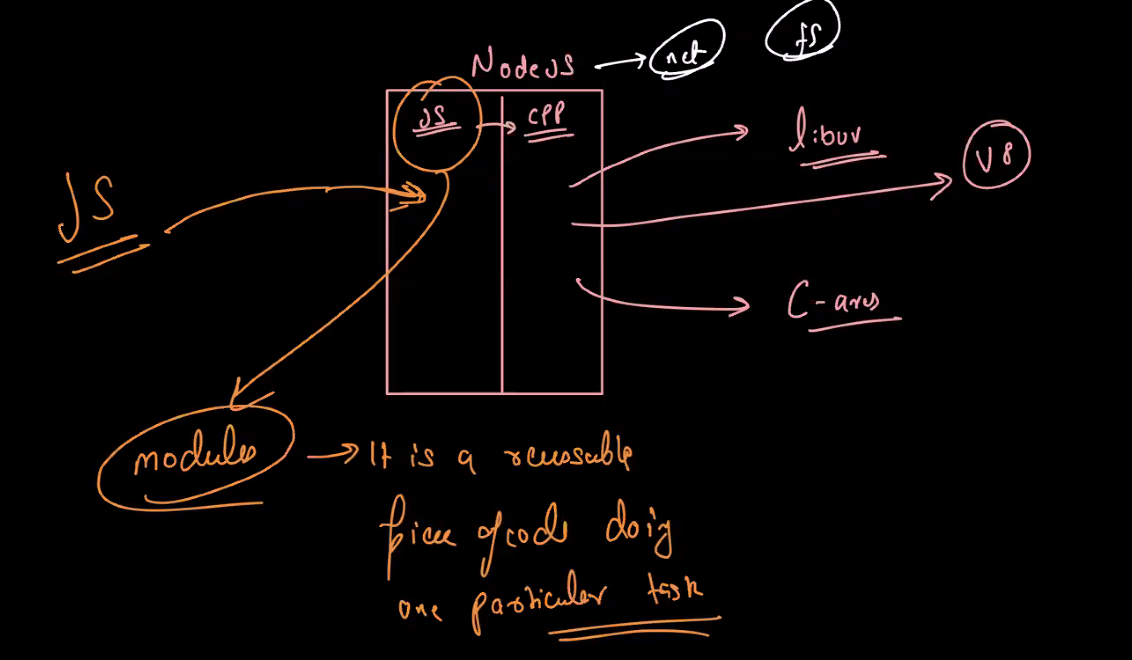 NodeJS → net fs
JS → CPP
libuv
V8
JS
C-ares
modules → It is a reusable
piece of code doing
one particular task